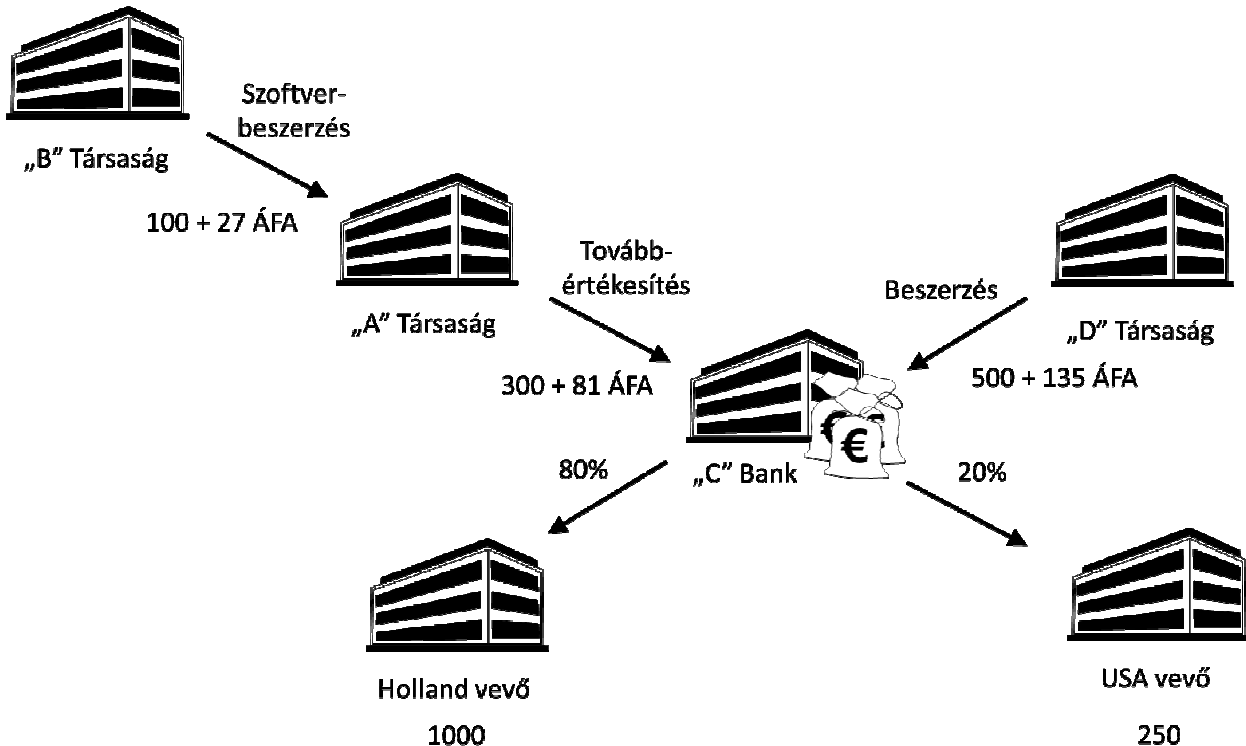 Szoftver-
beszerzés
„B” Társaság
100 + 27 ÁFA
Tovább-
értékesítés
Beszerzés
„A” Társaság
„D” Társaság
300 + 81 ÁFA
500 + 135 ÁFA
€
€
€
80%
„C” Bank
20%
Holland vevő
USA vevő
1000
250